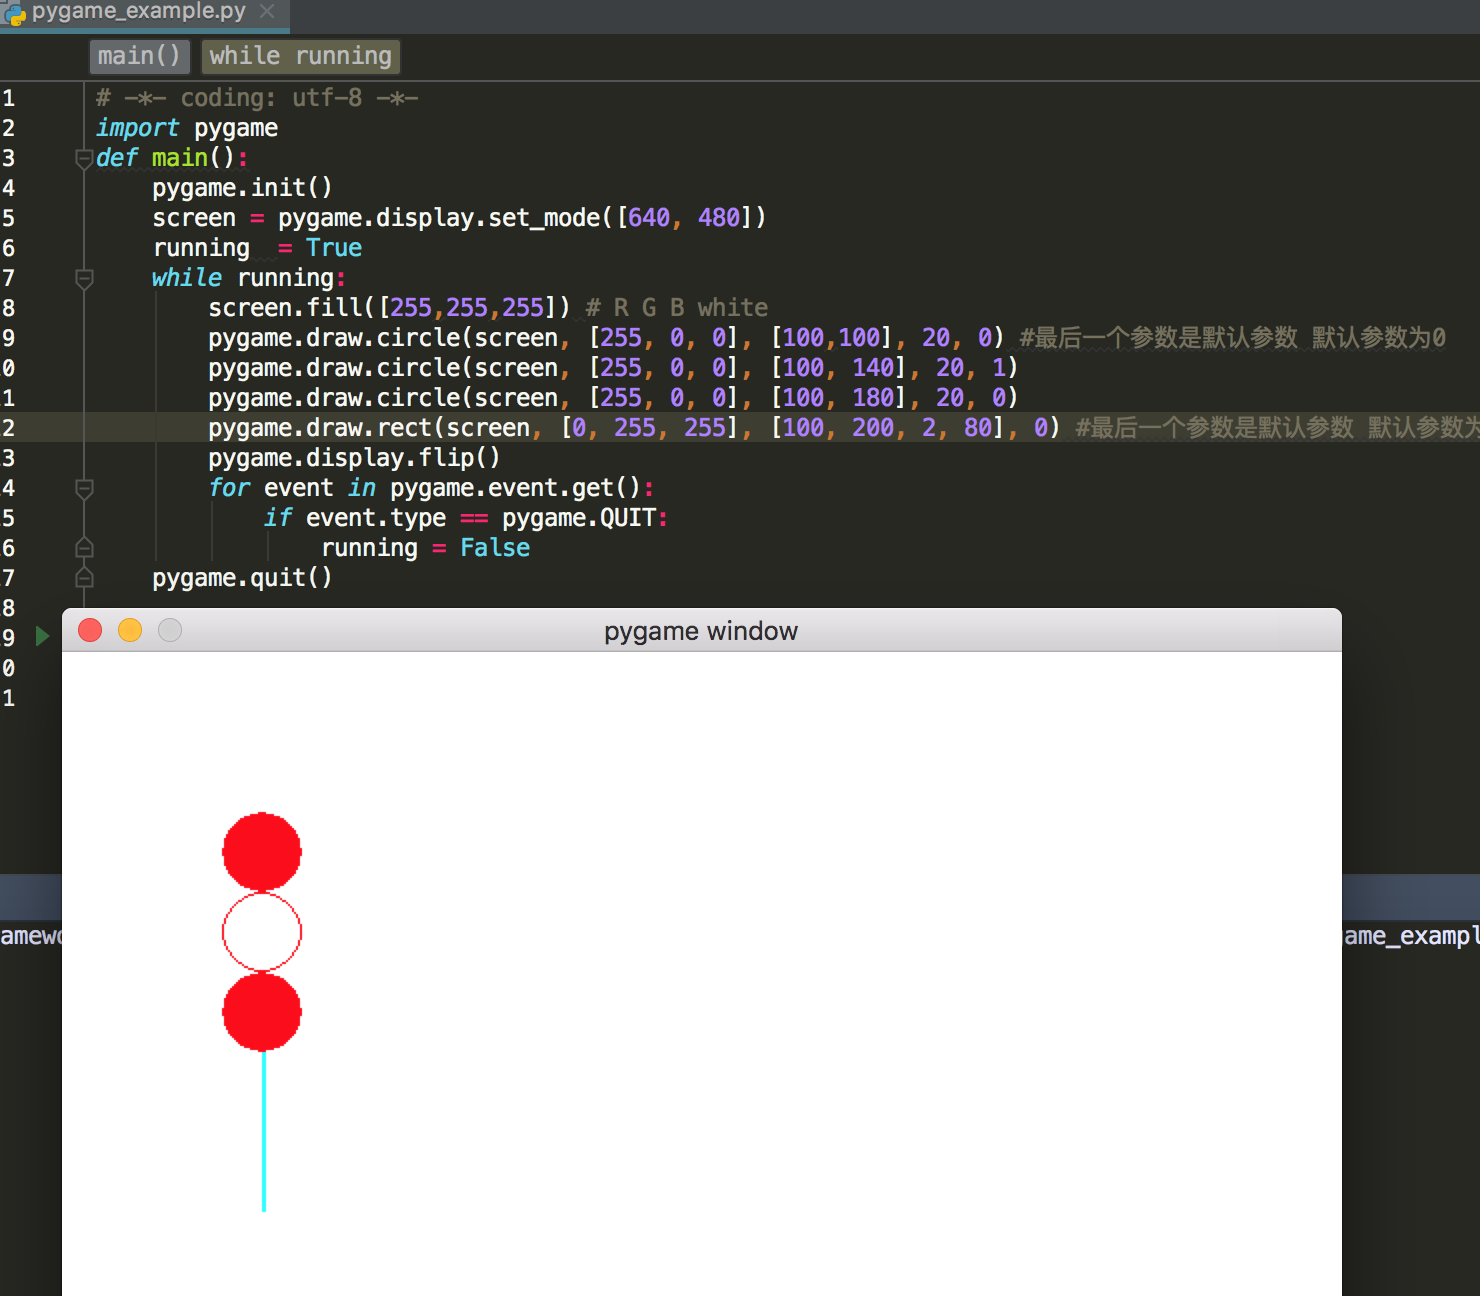 pygame_example.py
main() while running
1 # -*- coding: utf-8 -*-
2 import pygame
3 def main():
4 pygame.init()
5 screen = pygame.display.set_mode([640, 480])
6 running  = True
7 while running:
8 screen.fill([255,255,255]) # R G B white
9 pygame.draw.circle(screen, [255, 0, 0], [100,100], 20, 0) #最后一个参数是默认参数 默认参数为0
0 pygame.draw.circle(screen, [255, 0, 0], [100, 140], 20, 1)
1 pygame.draw.circle(screen, [255, 0, 0], [100, 180], 20, 0)
2 pygame.draw.rect(screen, [0, 255, 255], [100, 200, 2, 80], 0) #最后一个参数是默认参数 默认参数为
3 pygame.display.flip()
4 for event in pygame.event.get():
5 if event.type == pygame.QUIT:
6 running = False
7 pygame.quit()
8
9
0
1
pygame window